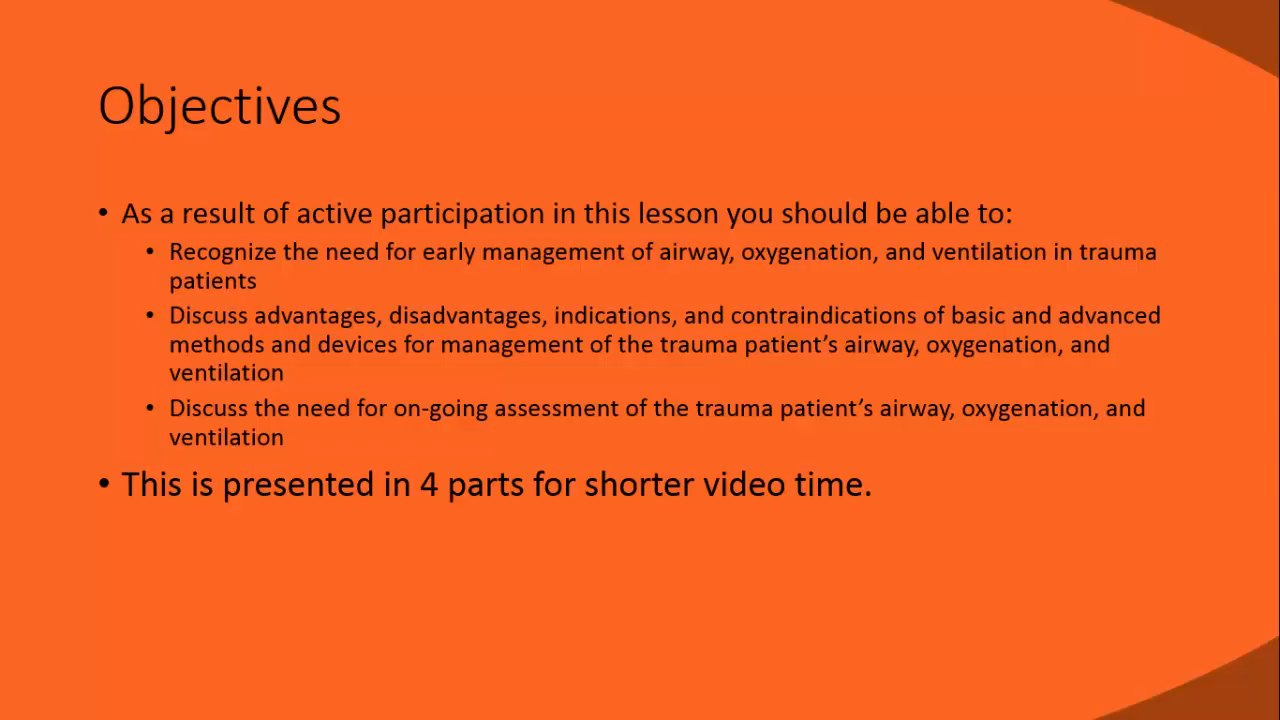 Objectives
• As a result of active participation in this lesson you should be able to:
• Recognize the need for early management of airway, oxygenation, and ventilation in trauma
patients
• Discuss advantages, disadvantages, indications, and contraindications of basic and advanced
methods and devices for management of the trauma patient’s airway, oxygenation, and
ventilation
• Discuss the need for on-going assessment of the trauma patient’s airway, oxygenation, and
ventilation
• This is presented in 4 parts for shorter video time.